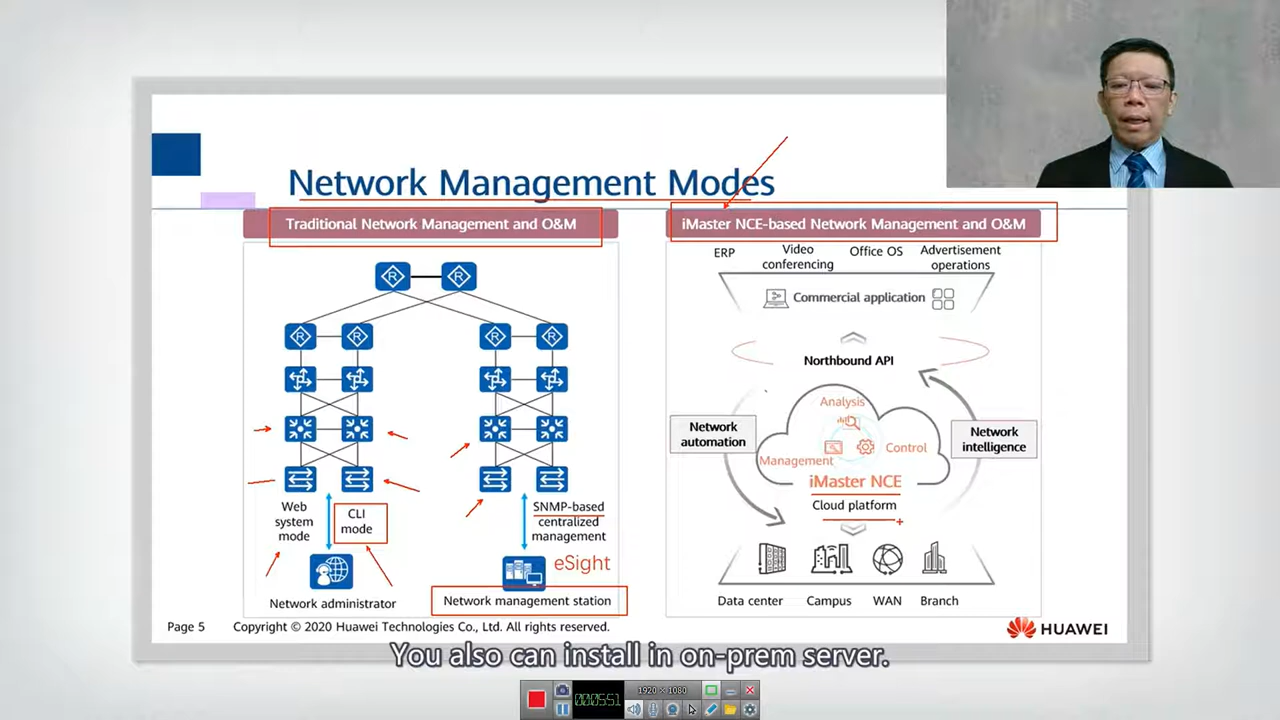 Network Management Modes
Traditional Network Management and O&M
iMaster NCE-based Network Management and O&M
R
R
R
R
R
R
Web
system
mode
CLI
mode
SNMP-based
centralized
management
eSight
Network administrator
Network management station
ERP
Video
conferencing
Office OS
Advertisement
operations
Commercial application
Northbound API
Network
automation
Analysis
Management
Control
iMaster NCE
Cloud platform
Network
intelligence
Data center
Campus
WAN
Branch
Page 5
Copyright © 2020 Huawei Technologies Co., Ltd. All rights reserved.
HUAWEI
You also can install in on-prem server.
000:05:51
1920 × 1080